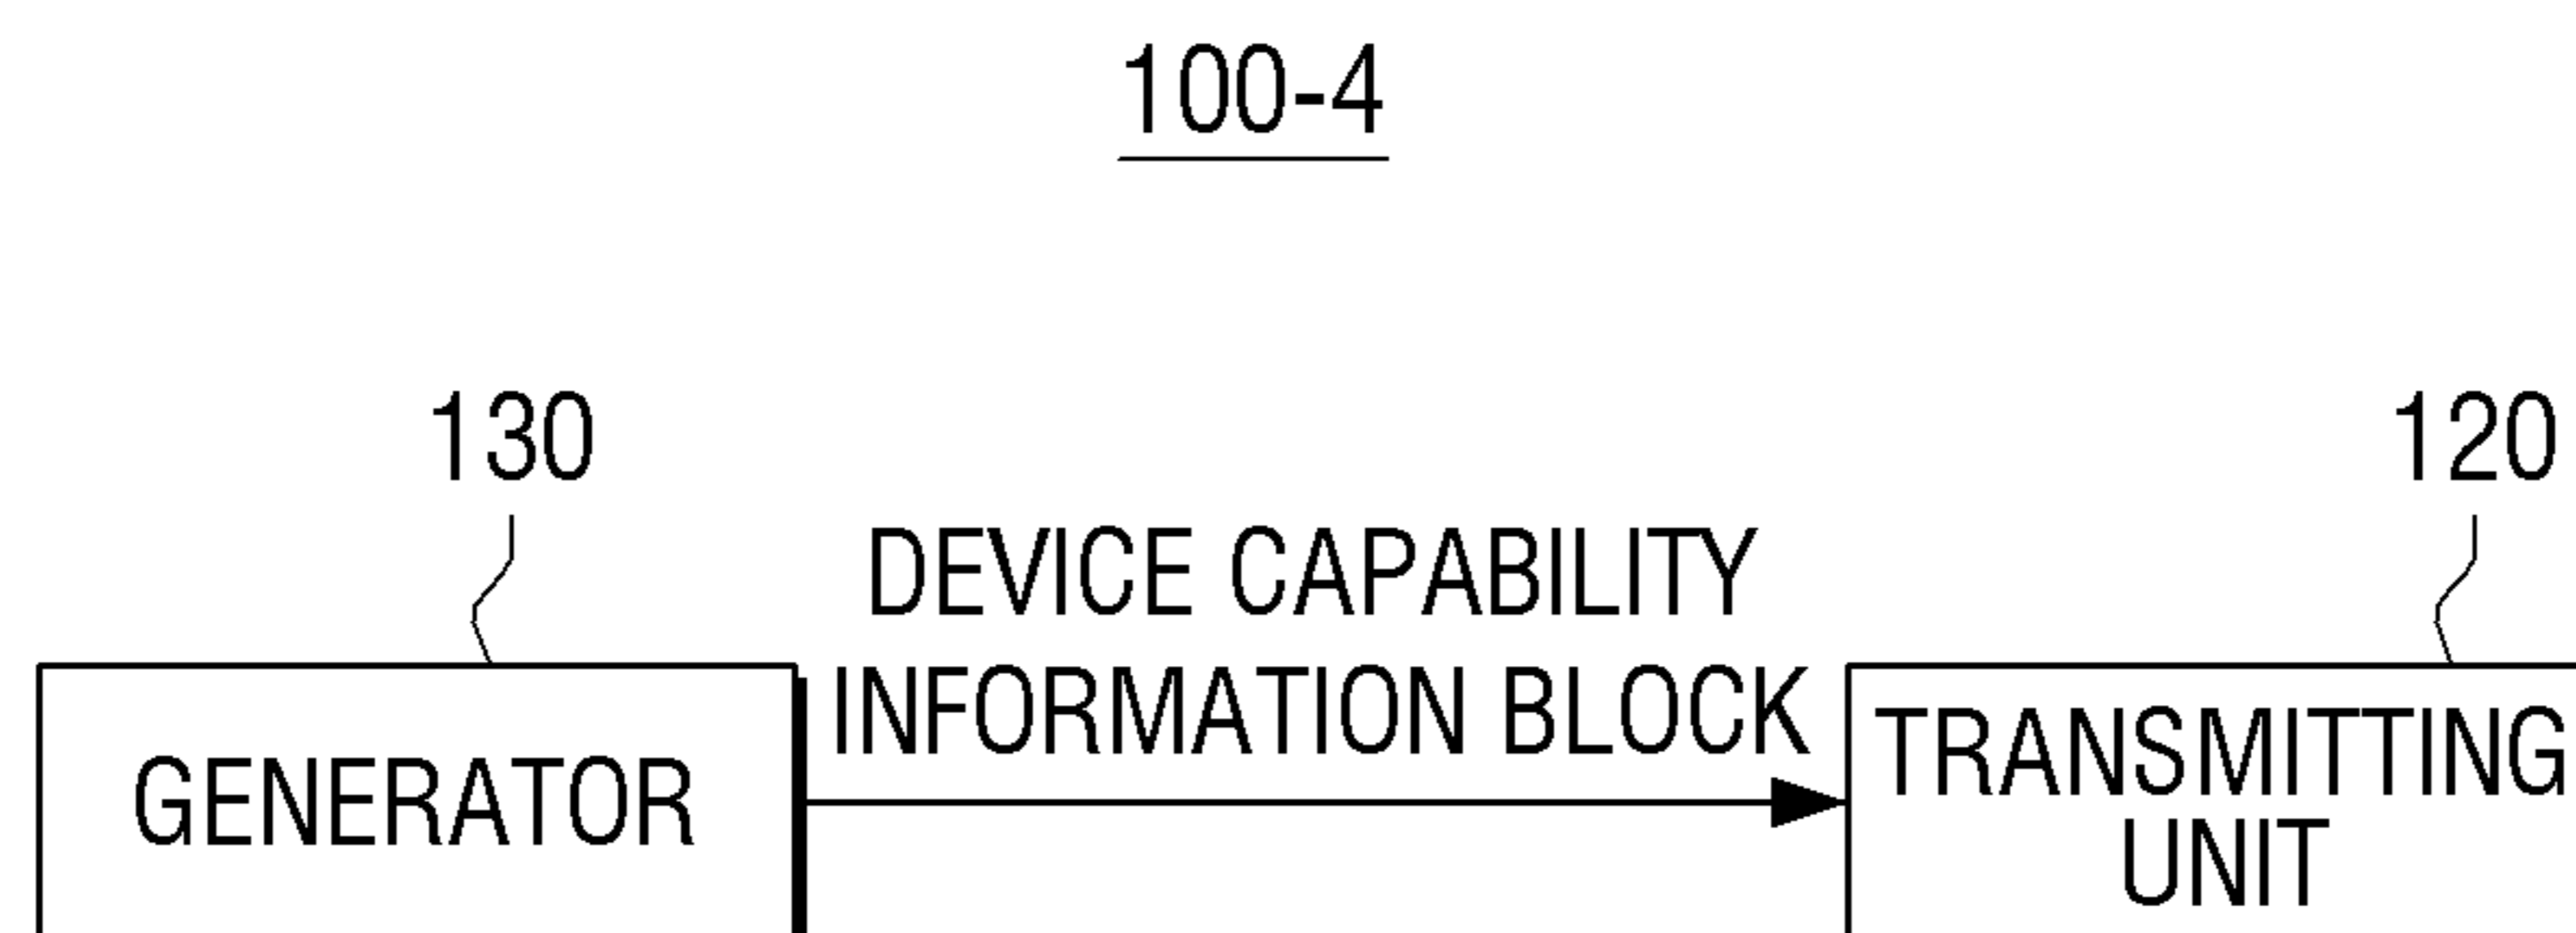 100-4
130
120
DEVICE CAPABILITY
INFORMATION BLOCK
GENERATOR
TRANSMITTING
UNIT